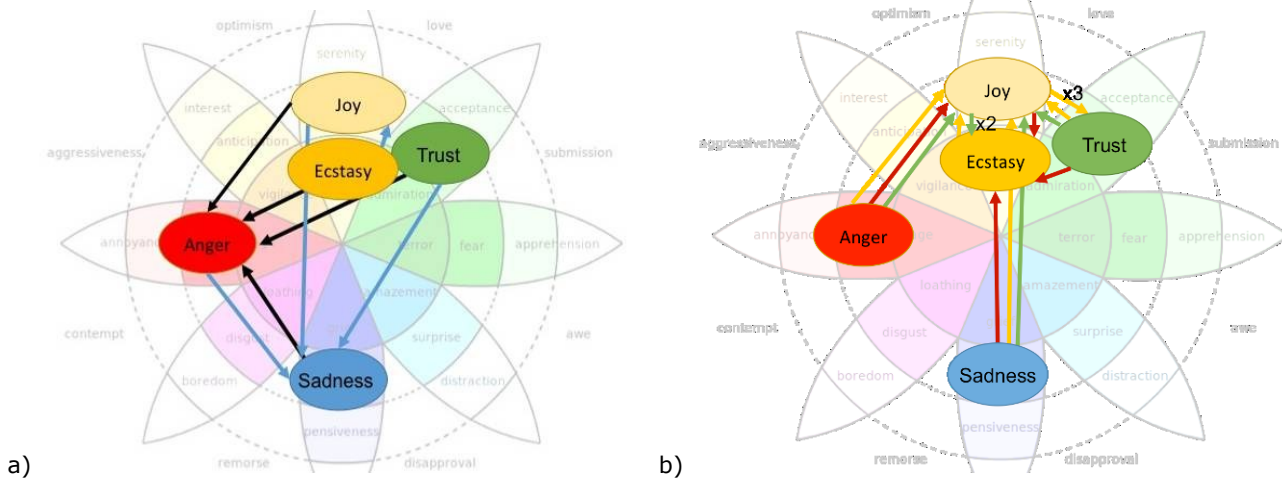 optimism
love
serenity
Joy
interest
acceptance
anticipation
Ecstasy
Trust
aggressiveness
submission
vigilance
annoyance
Anger
terror
fear
apprehension
loathing
amazement
contempt
disgust
surprise
awe
boredom
Sadness
distraction
pensiveness
a)
remorse
disapproval
optimism
love
serenity
Joy
x3
interest
acceptance
anticipation
x2
Trust
aggressiveness
Ecstasy
submission
vigilance
admiration
annoyance
Anger
terror
fear
apprehension
loathing
amazement
contempt
disgust
surprise
awe
boredom
Sadness
distraction
pensiveness
b)
remorse
disapproval